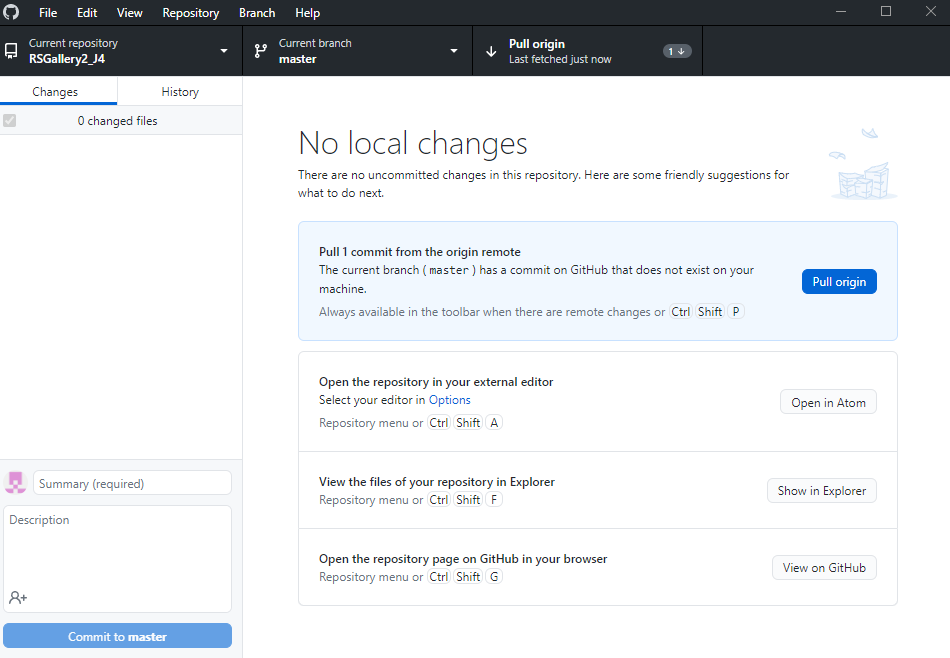 File Edit View Repository Branch Help
Current repository
RSGallery2_J4
Current branch
master
Pull origin
Last fetched just now
1
Changes History
0 changed files
No local changes
There are no uncommitted changes in this repository. Here are some friendly suggestions for
what to do next.
Pull 1 commit from the origin remote
The current branch ( master ) has a commit on GitHub that does not exist on your
machine.
Always available in the toolbar when there are remote changes or Ctrl Shift P
Pull origin
Open the repository in your external editor
Select your editor in Options
Repository menu or Ctrl Shift A
Open in Atom
View the files of your repository in Explorer
Repository menu or Ctrl Shift F
Show in Explorer
Open the repository page on GitHub in your browser
Repository menu or Ctrl Shift G
View on GitHub
Summary (required)
Description
Commit to master